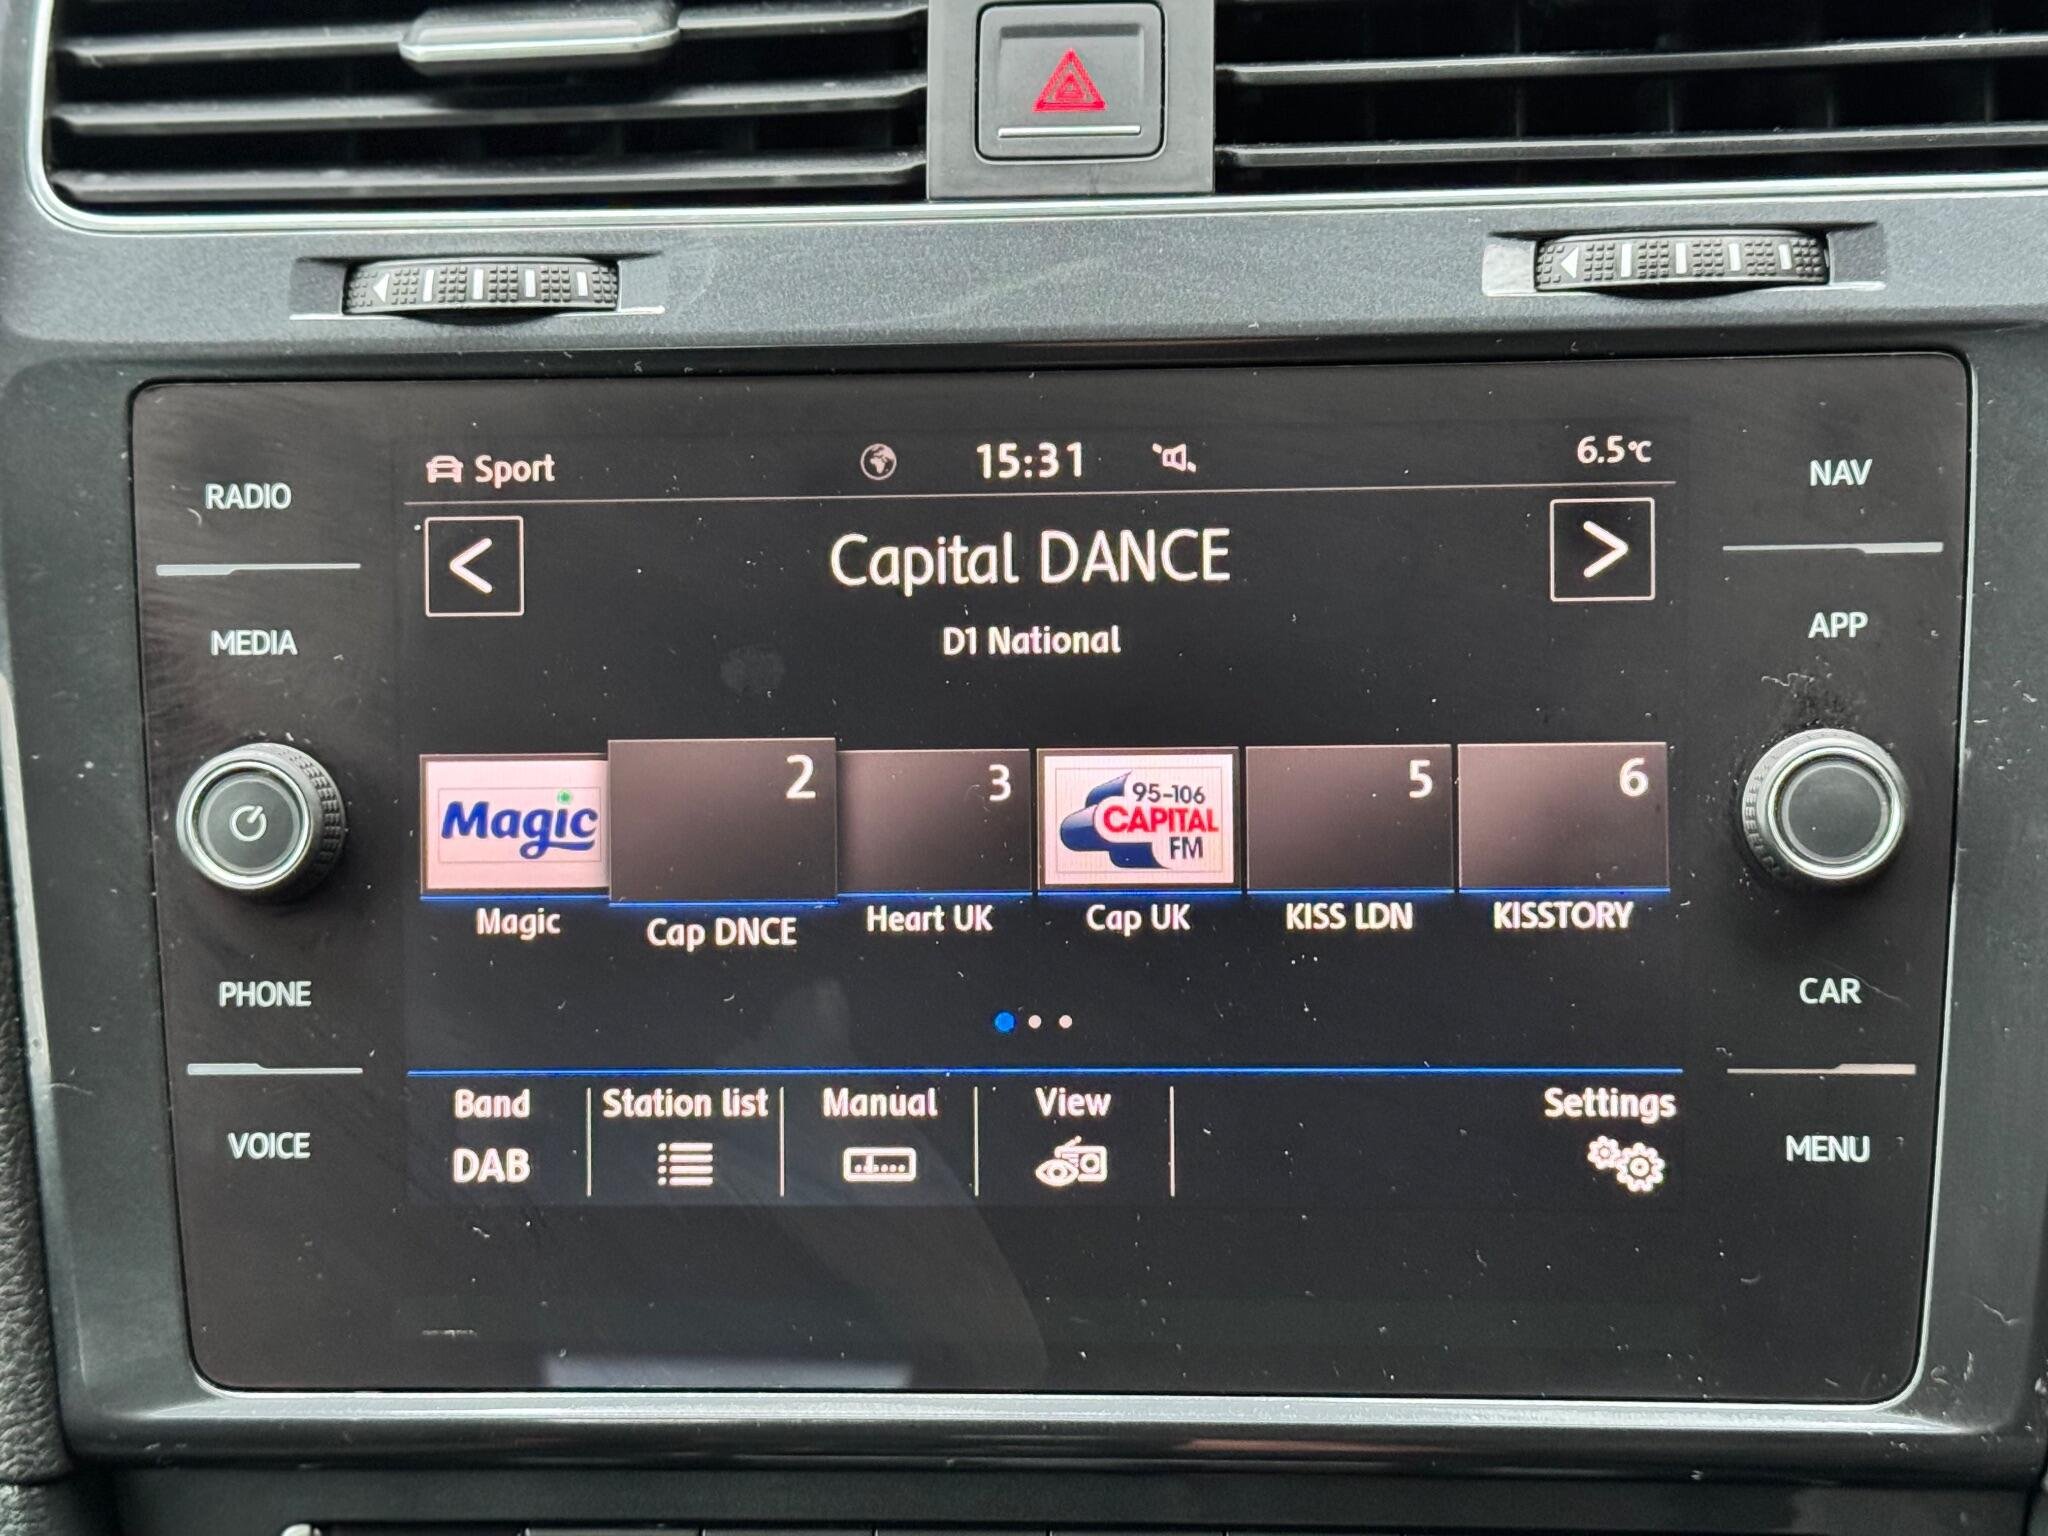 RADIO
MEDIA
PHONE
VOICE
Sport 15:31 6.5°C
< Capital DANCE >
D1 National
Magic
2
3
95-106
CAPITAL
FM
5
6
Magic
Cap DNCE
Heart UK
Cap UK
KISS LDN
KISSTORY
Band
DAB
Station list
Manual
View
Settings
NAV
APP
CAR
MENU